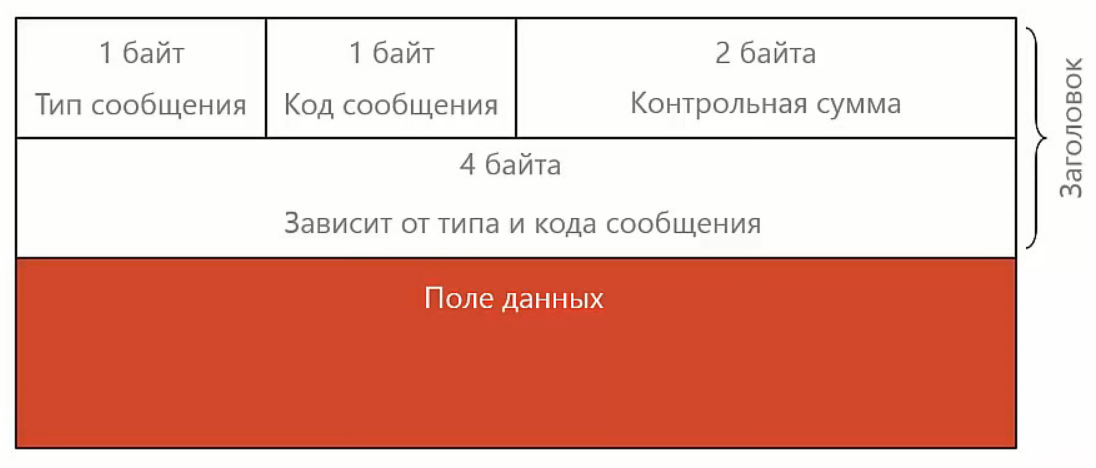 1 байт
Тип сообщения
1 байт
Код сообщения
2 байта
Контрольная сумма
4 байта
Зависит от типа и кода сообщения
Заголовок
Поле данных